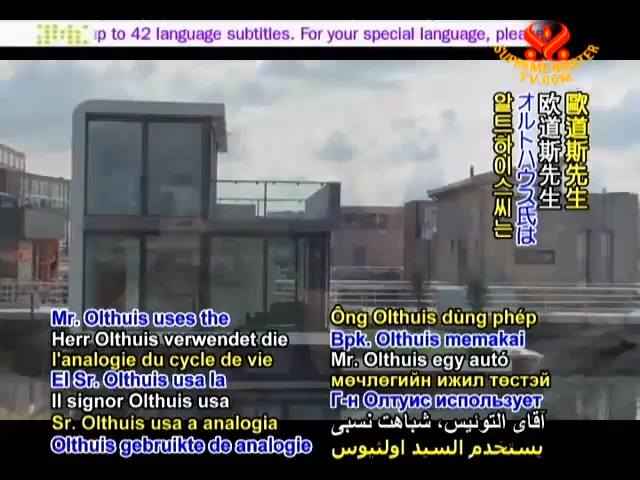 up to 42 language subtitles. For your special language, please
SUPREME MASTER
TV.COM
歐道斯先生
欧道斯先生
オルトハウス氏は
알트하이스씨는
Mr. Olthuis uses the
Herr Olthuis verwendet die
l'analogie du cycle de vie
El Sr. Olthuis usa la
Il signor Olthuis usa
Sr. Olthuis usa a analogia
Olthuis gebruikte de analogie
Ông Olthuis dùng phép
Bpk. Olthuis memakai
Mr. Olthuis egy autó
мөчлөгийн ижил төстэй
Г-н Олтуис использует
آقای التوئیس، شباهت نسبی
يستخدم السيد اولثيوس